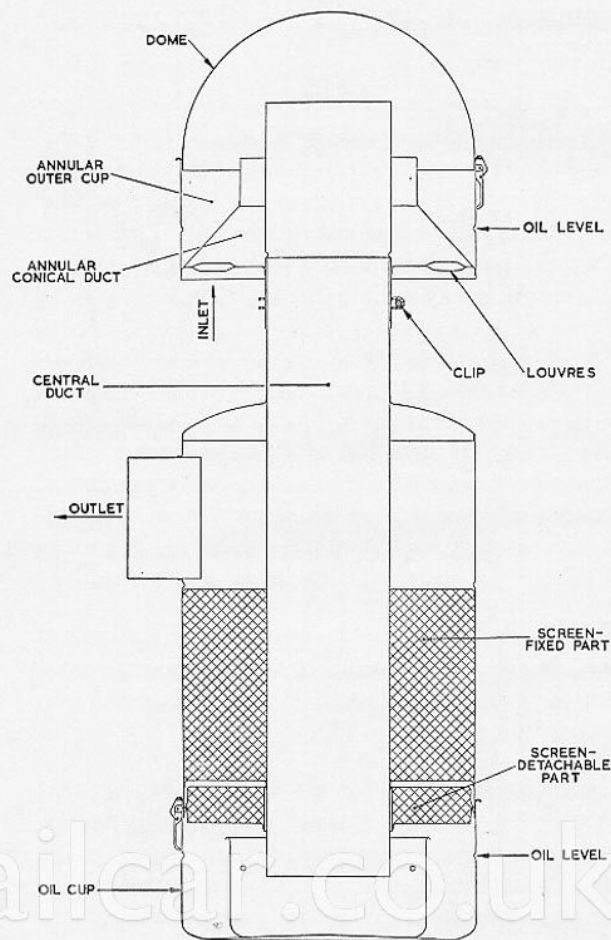 DOME
ANNULAR
OUTER CUP
OIL LEVEL
ANNULAR
CONICAL DUCT
INLET
CLIP
LOUVRES
CENTRAL
DUCT
OUTLET
SCREEN-
FIXED PART
SCREEN-
DETACHABLE
PART
OIL LEVEL
OIL CUP
ailcar.co.uk